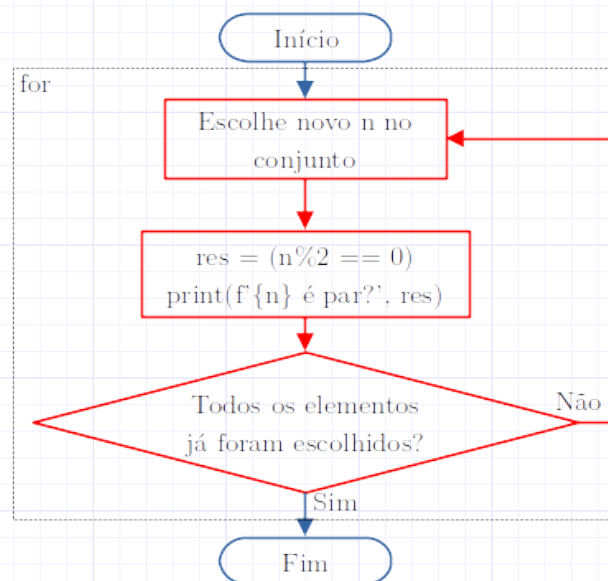 Início
for
Escolhe novo n no
conjunto
res = (n%2 == 0)
print(f'{n} é par?', res)
Todos os elementos
já foram escolhidos?
Não
Sim
Fim